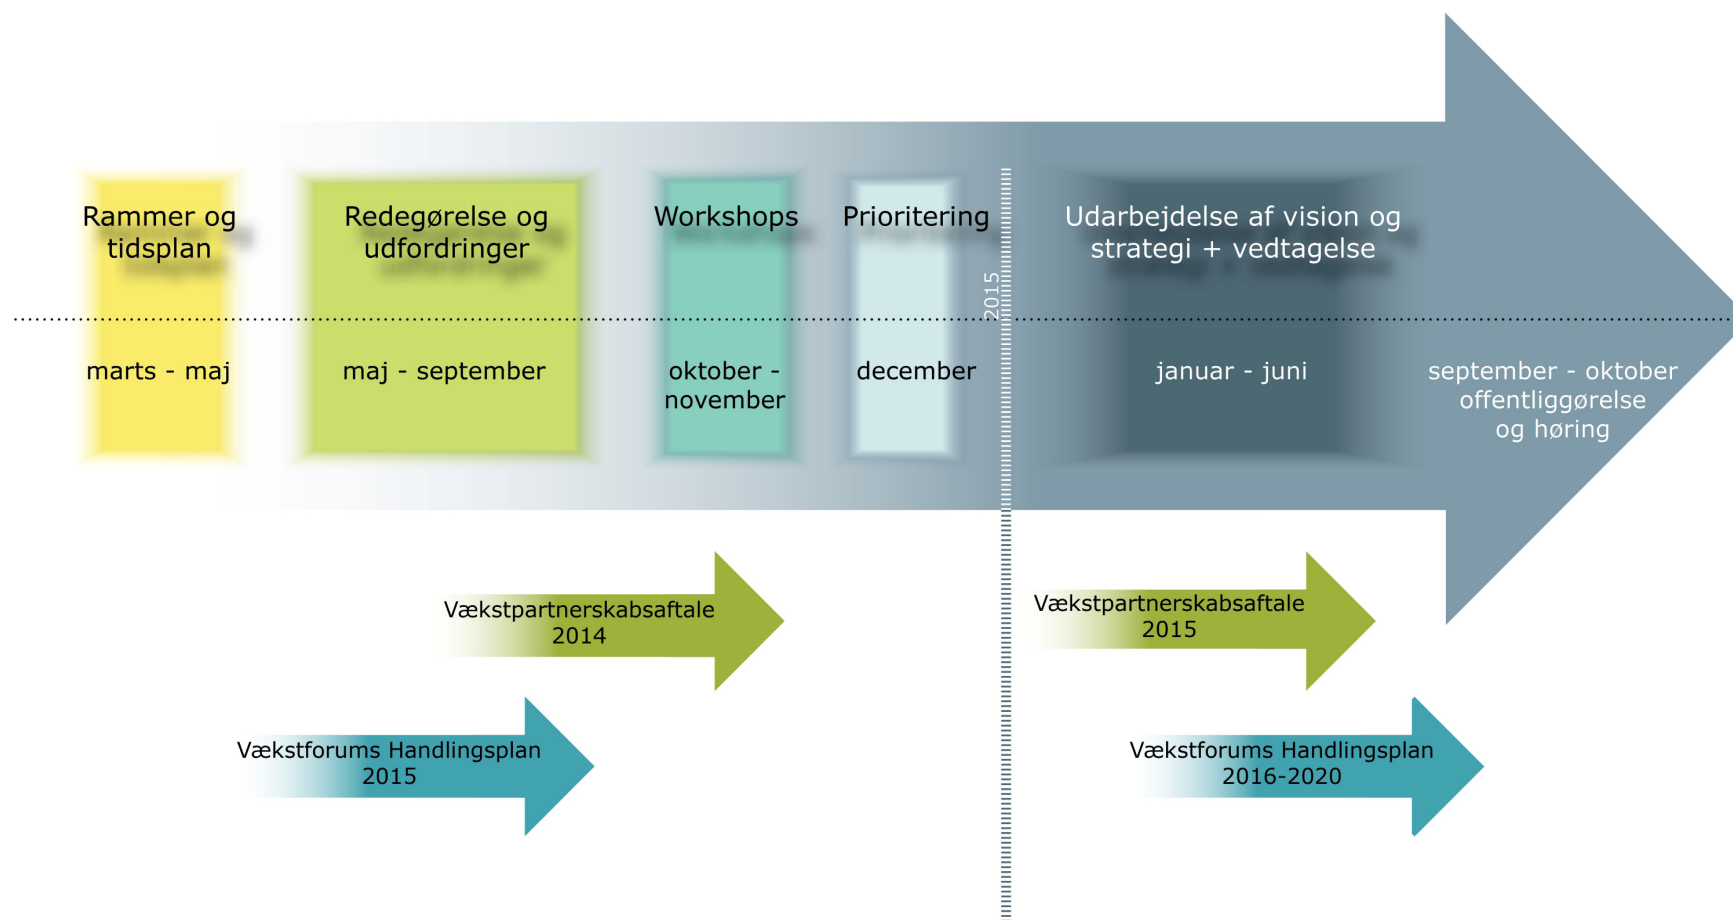 Rammer og
tidsplan
Redegørelse og
udfordringer
Workshops
Prioritering
Udarbejdelse af vision og
strategi + vedtagelse
2015
marts - maj
maj - september
oktober -
november
december
januar - juni
september - oktober
offentliggørelse
og høring
Vækstpartnerskabsaftale
2014
Vækstpartnerskabsaftale
2015
Vækstforums Handlingsplan
2015
Vækstforums Handlingsplan
2016-2020